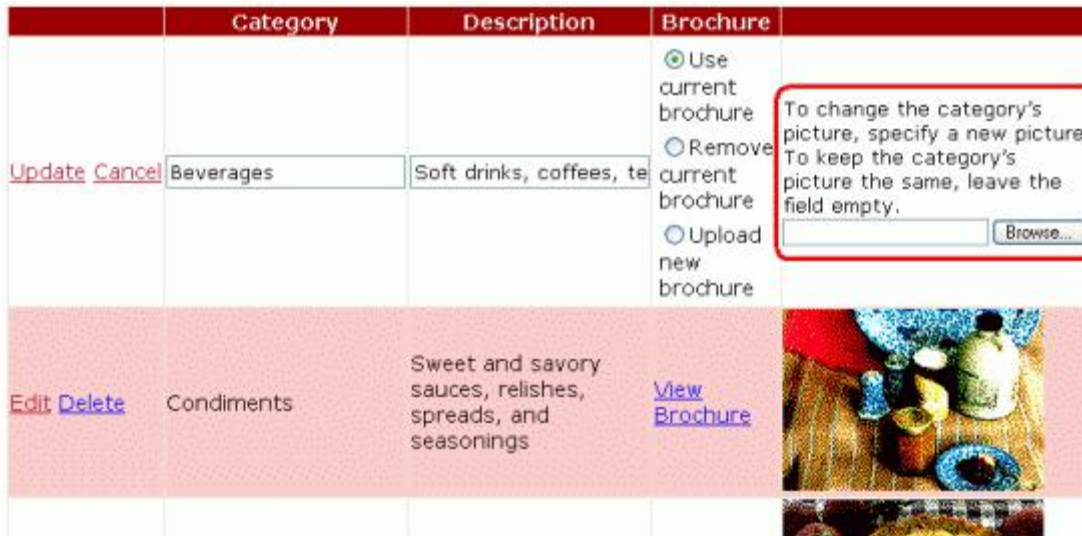 Category Description Brochure
Use
current
brochure
Remove
current
brochure
Upload
new
brochure
Update Cancel Beverages Soft drinks, coffees, te
To change the category's
picture, specify a new picture
To keep the category's
picture the same, leave the
field empty.
Browse...
Edit Delete Condiments
Sweet and savory
sauces, relishes,
spreads, and
seasonings
View
Brochure